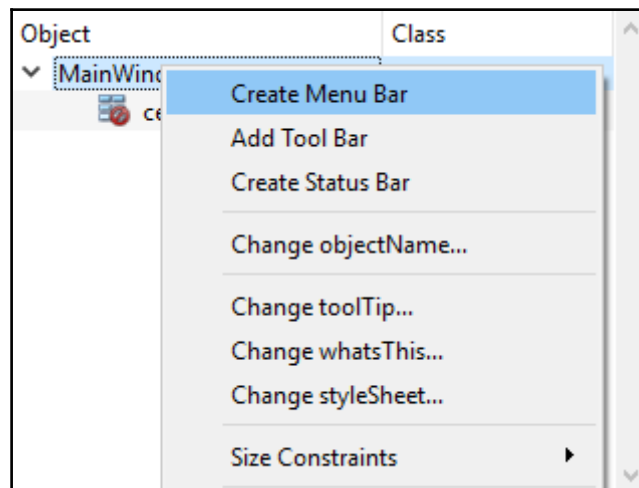 Object Class
MainWind
ce
Create Menu Bar
Add Tool Bar
Create Status Bar
Change objectName...
Change toolTip...
Change whatsThis...
Change styleSheet...
Size Constraints